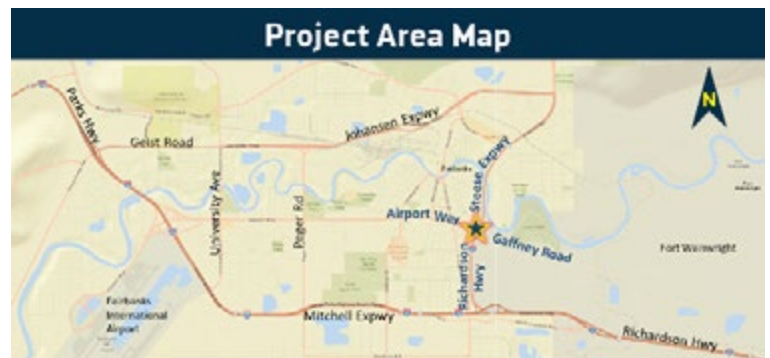 Project Area Map
N
Parks Hwy
Geist Road
Johansen Expwy
University Ave
Peger Rd
Fairbanks
Steese Expwy
Airport Way
Gaffney Road
Fort Wainwright
Richardson
Hwy
Fairbanks
International
Airport
Mitchell Expwy
Richardson Hwy